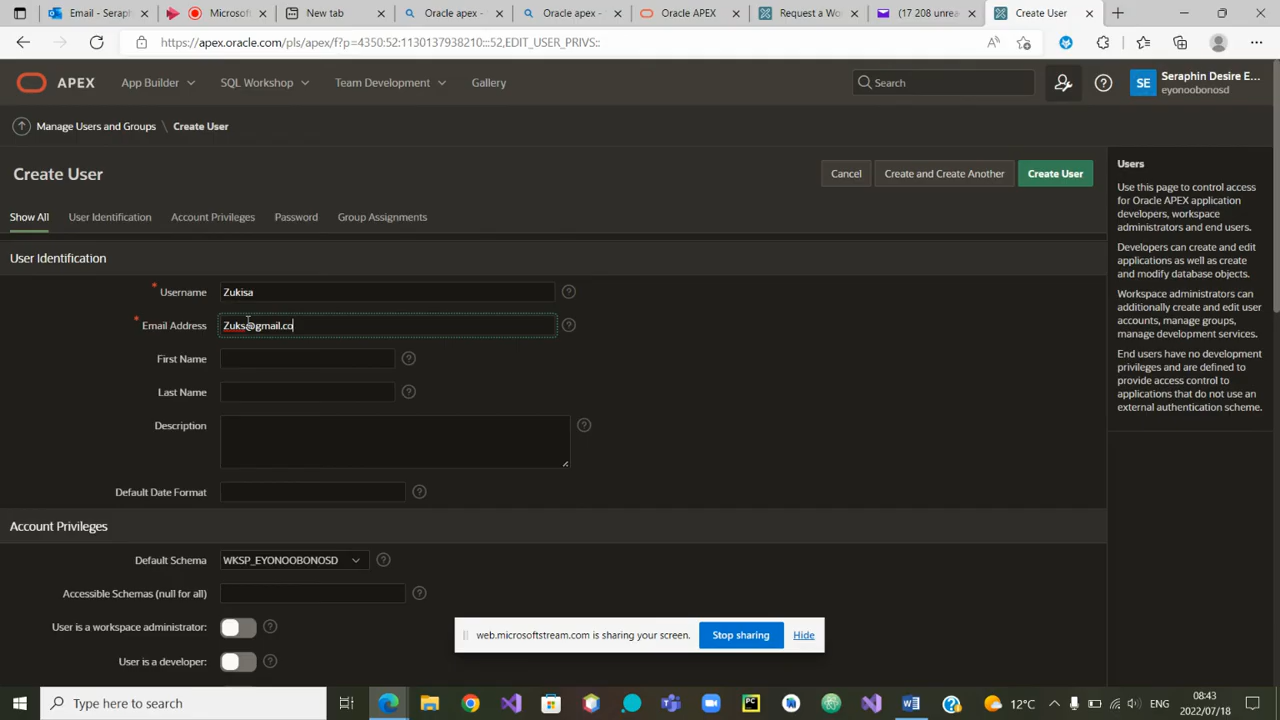 Email - Seraph
Microsof
New tab
Oracle apex -
Oracle apex -
Oracle APEX
Request a Wo
(17 208 unrea
Create User
https://apex.oracle.com/pls/apex/f?p=4350:52:1130137938210:::52,EDIT_USER_PRIVS::
APEX
App Builder
SQL Workshop
Team Development
Gallery
Search
SE
Seraphin Desire E...
eyonoobonosd
Manage Users and Groups \ Create User
Create User
Cancel
Create and Create Another
Create User
Show All
User Identification
Account Privileges
Password
Group Assignments
User Identification
* Username Zukisa
* Email Address Zuks@gmail.co
First Name
Last Name
Description
Default Date Format
Account Privileges
Default Schema WKSP_EYONOOBONOSD
Accessible Schemas (null for all)
User is a workspace administrator:
User is a developer:
Users
Use this page to control access
for Oracle APEX application
developers, workspace
administrators and end users.
Developers can create and edit
applications as well as create
and modify database objects.
Workspace administrators can
additionally create and edit user
accounts, manage groups,
manage development services.
End users have no development
privileges and are defined to
provide access control to
applications that do not use an
external authentication scheme.
web.microsoftstream.com is sharing your screen.
Stop sharing
Hide
Type here to search
12°C
ENG
08:43
2022/07/18